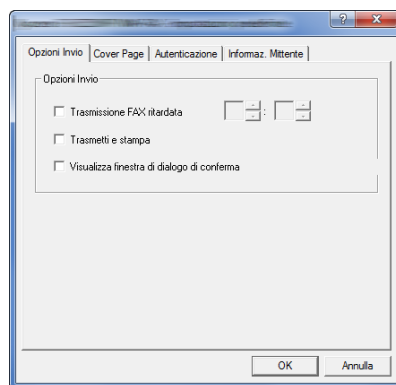 Opzioni Invio Cover Page Autenticazione Informaz. Mittente
Opzioni Invio
Trasmissione FAX ritardata :
Trasmetti e stampa
Visualizza finestra di dialogo di conferma
OK Annulla